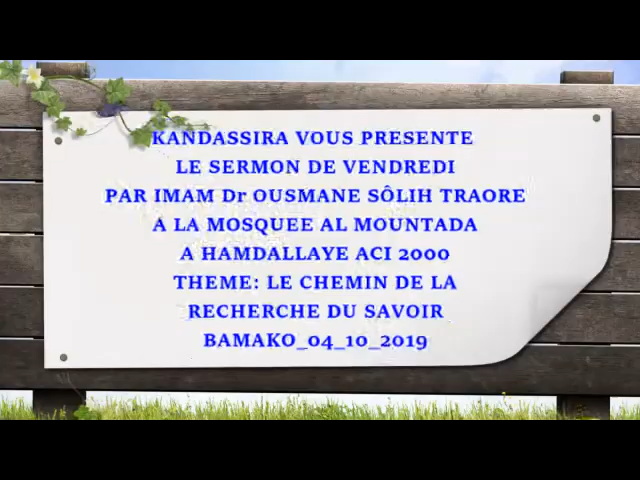 KANDASSIRA VOUS PRESENTE
LE SERMON DE VENDREDI
PAR IMAM Dr OUSMANE SÔLIH TRAORE
A LA MOSQUEE AL MOUNTADA
A HAMDALLAYE ACI 2000
THEME: LE CHEMIN DE LA
RECHERCHE DU SAVOIR
BAMAKO_04_10_2019